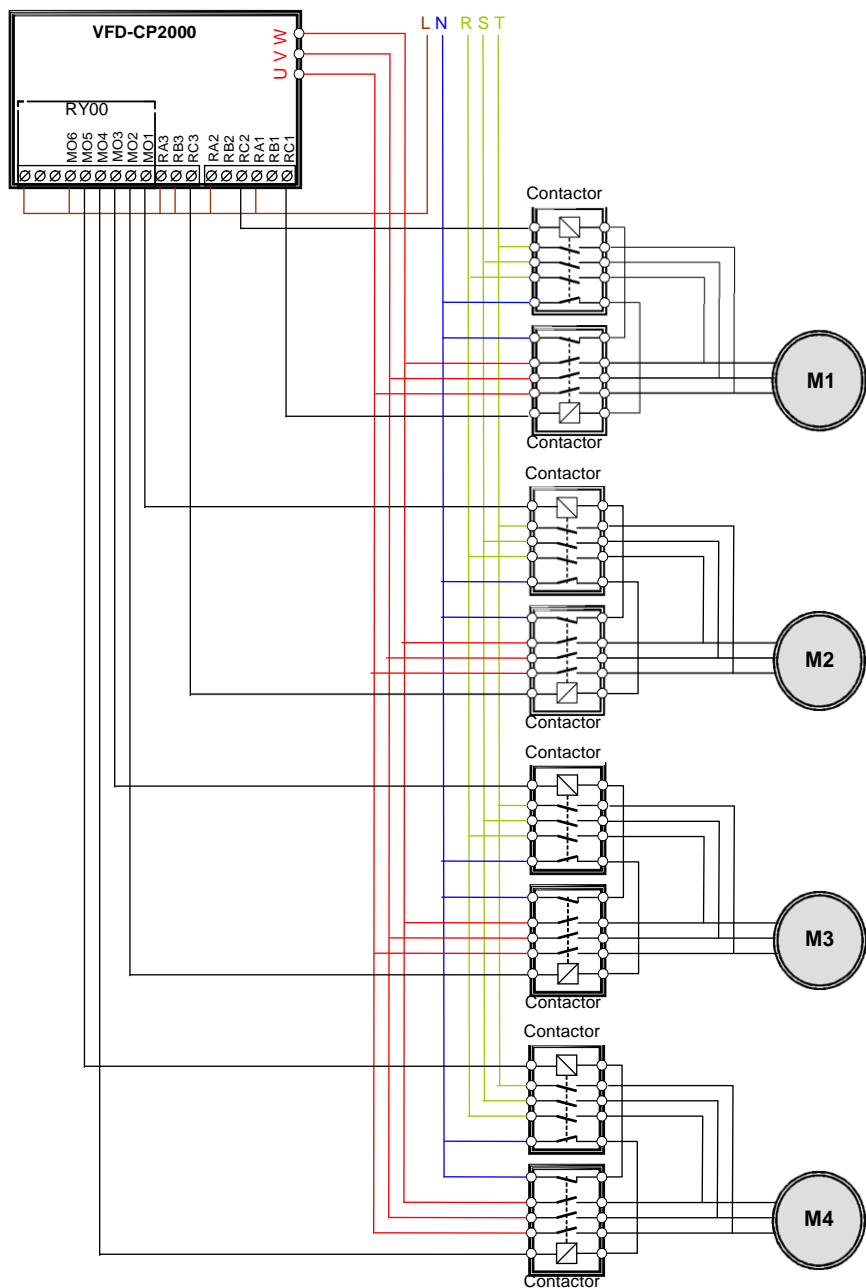 VFD-CP2000
U V W
L N R S T
RY00
MO6
MO5
MO4
MO3
MO2
MO1
RA3
RB3
RC3
RA2
RB2
RC2
RA1
RB1
RC1
Contactor
M1
Contactor
Contactor
M2
Contactor
Contactor
M3
Contactor
Contactor
M4
Contactor